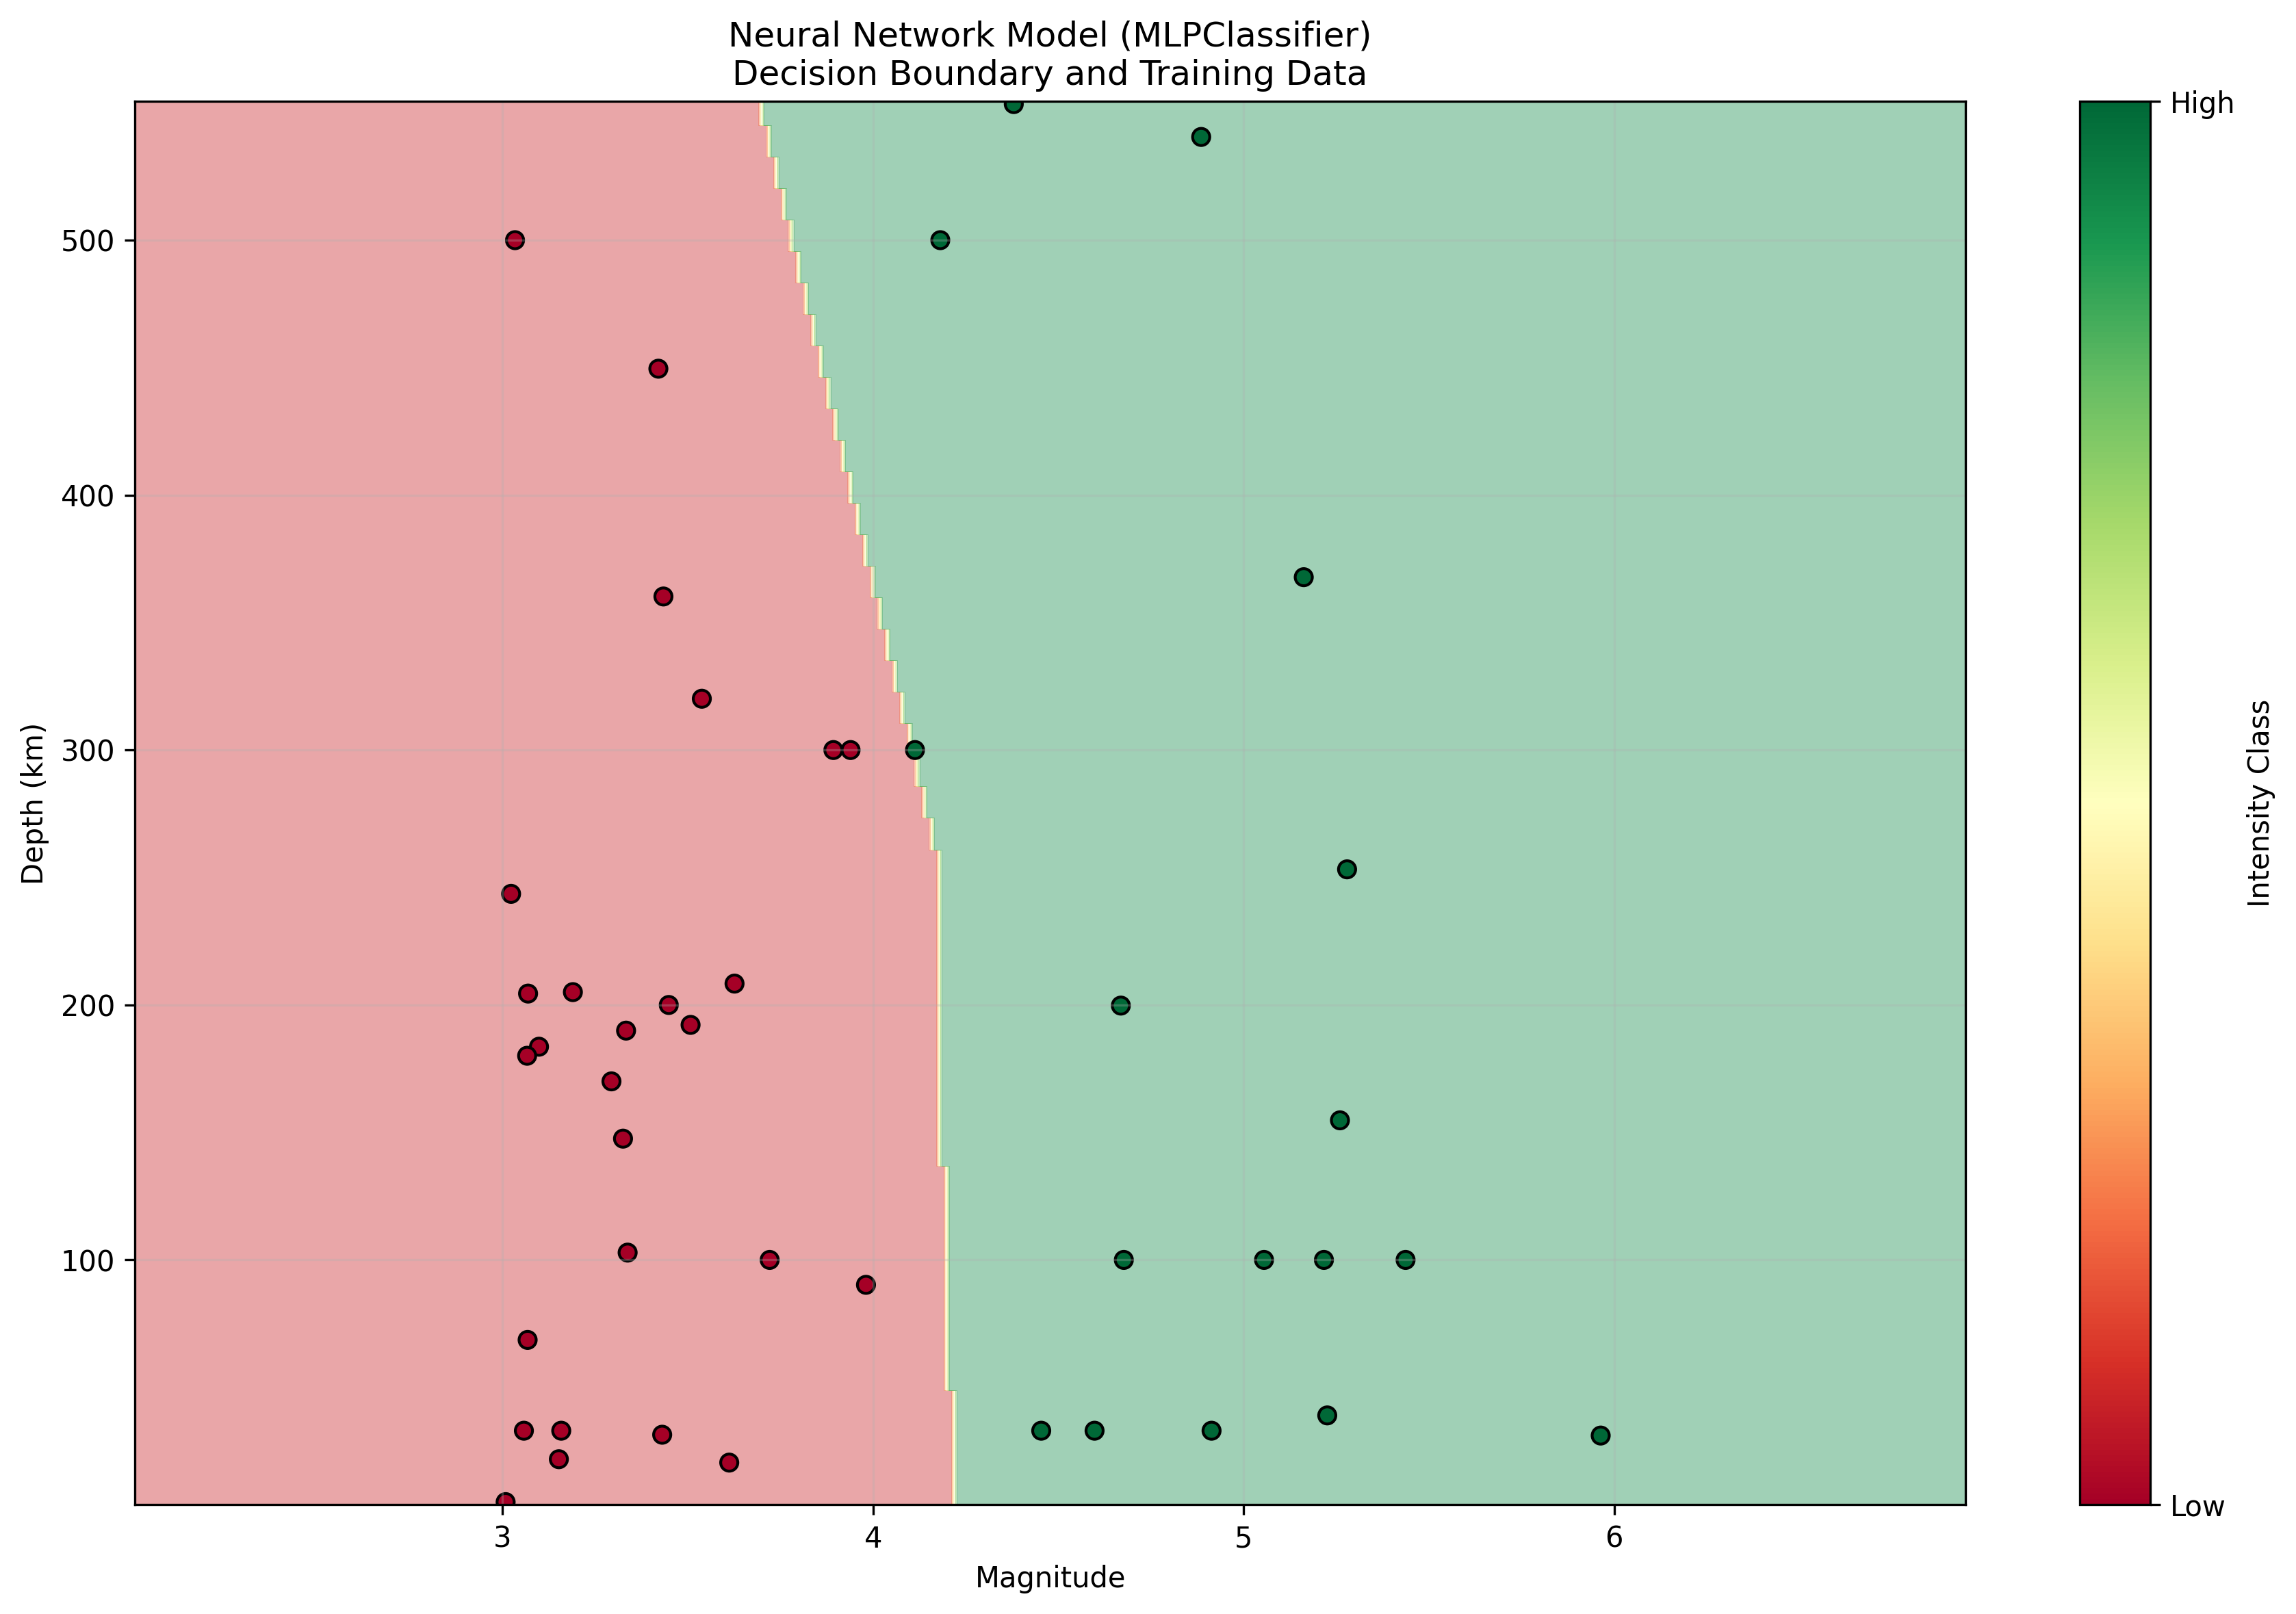 Neural Network Model (MLPClassifier)
Decision Boundary and Training Data
High
500
400
300
200
100
Depth (km)
Intensity Class
Low
3
4
5
6
Magnitude